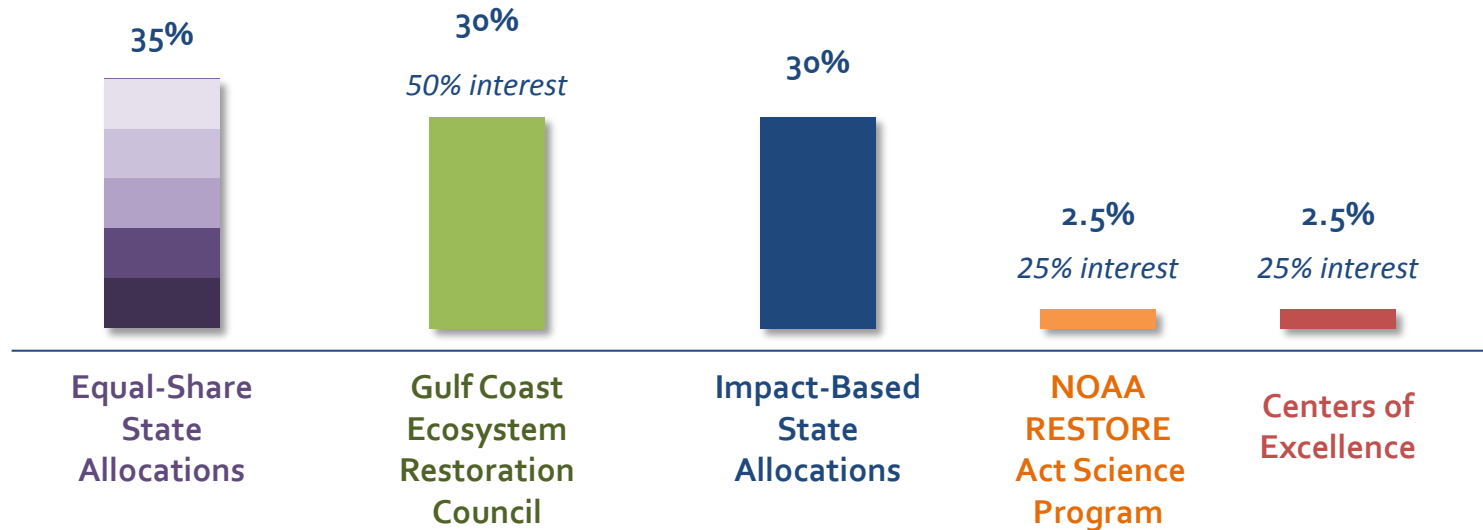 35%
30%
50% interest
30%
2.5%
25% interest
2.5%
25% interest
Equal-Share
State
Allocations
Gulf Coast
Ecosystem
Restoration
Council
Impact-Based
State
Allocations
NOAA
RESTORE
Act Science
Program
Centers of
Excellence